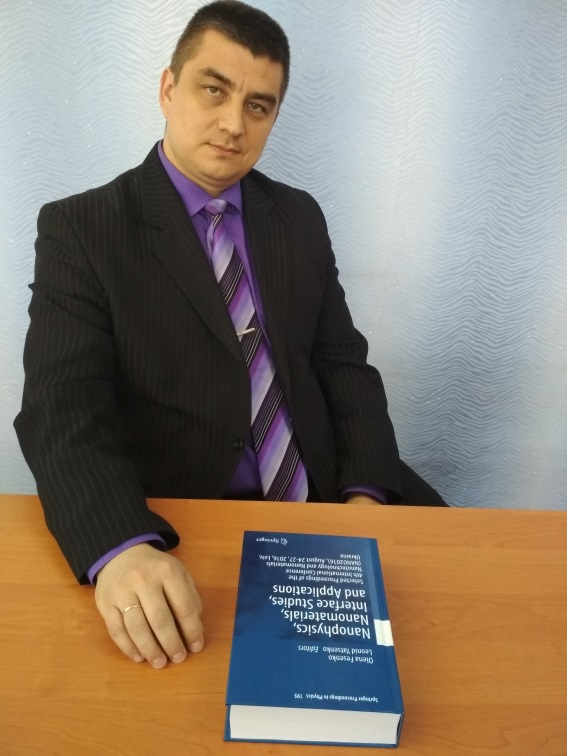 Springer Proceedings in Physics 195
Olena Fesenko
Leonid Yatsenko Editors
Nanophysics,
Nanomaterials,
Interface Studies,
and Applications
Selected Proceedings of the
4th International Conference
Nanotechnology and Nanomaterials
(NANO2016), August 24-27, 2016, Lviv,
Ukraine
Springer